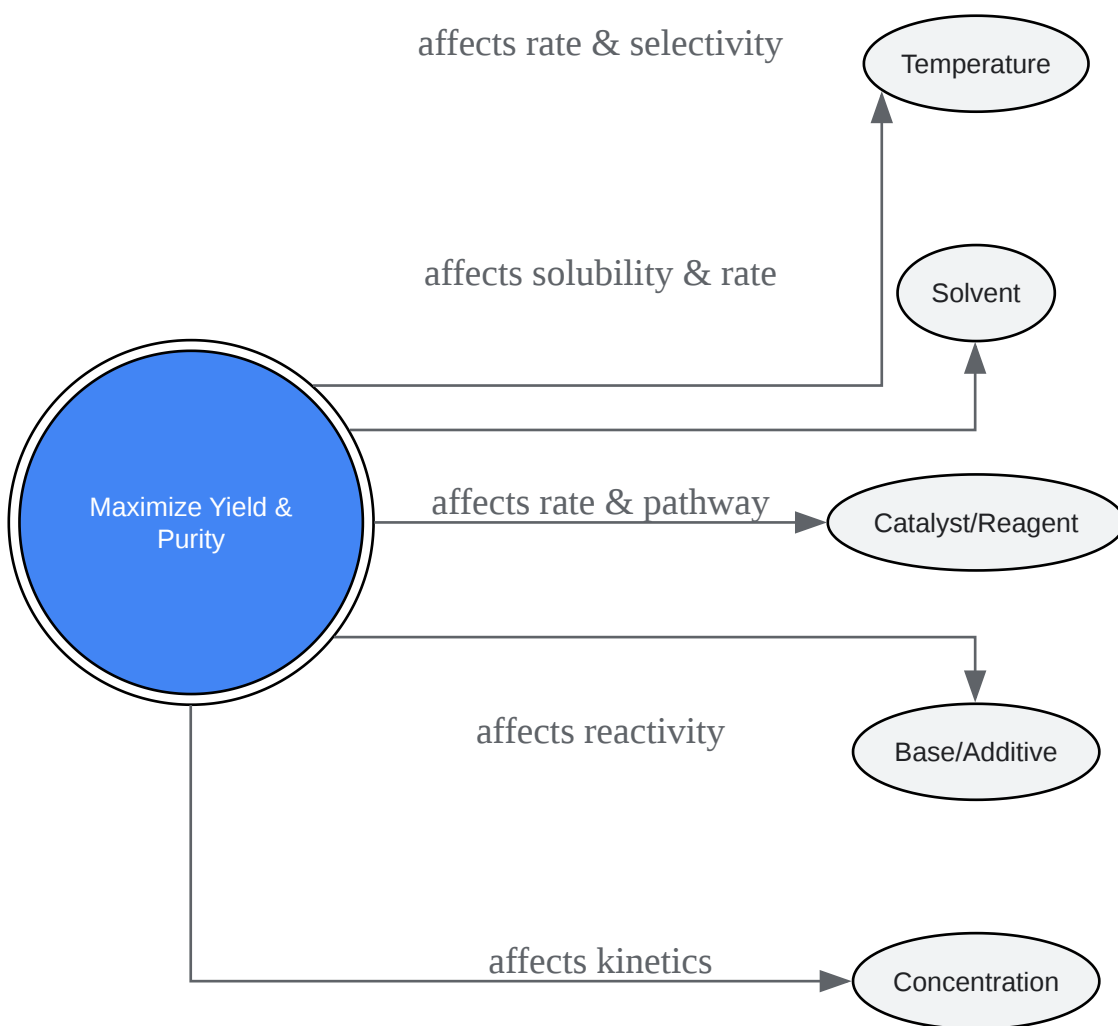 affects rate & selectivity
Temperature
affects solubility & rate
Solvent
Maximize Yield &
Purity
affects rate & pathway
Catalyst/Reagent
affects reactivity
Base/Additive
affects kinetics
Concentration